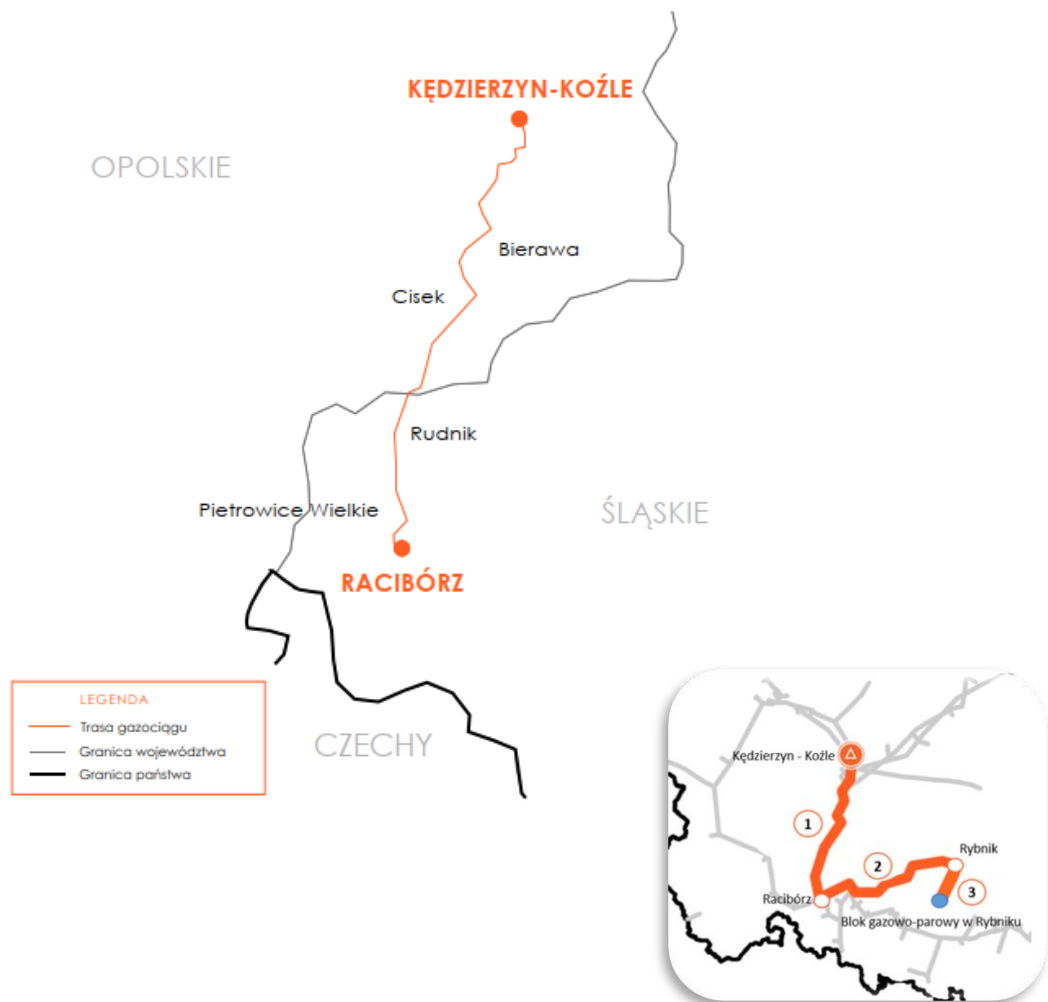 KĘDZIERZYN-KOŹLE
OPOLSKIE
Bierawa
Cisek
Rudnik
Pietrowice Wielkie
ŚLĄSKIE
RACIBÓRZ
LEGENDA
Trasa gazociągu
Granica województwa
Granica państwa
CZECHY
Kędzierzyn - Koźle
1
Rybnik
2
3
Racibórz
Blok gazowo-parowy w Rybniku